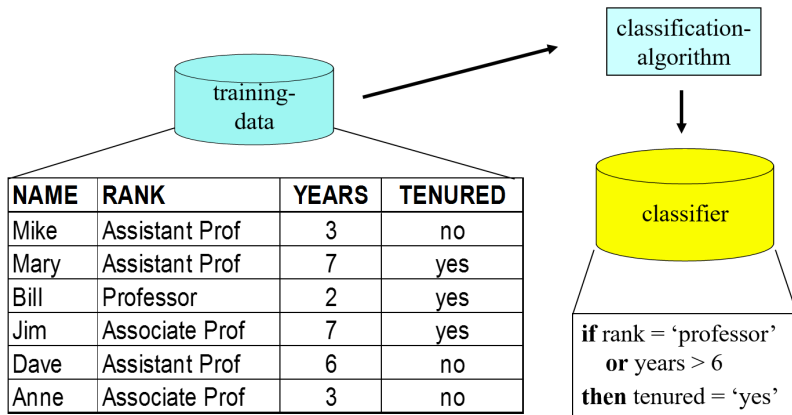 classification-
algorithm
training-
data
classifier
NAME RANK YEARS TENURED
Mike Assistant Prof 3 no
Mary Assistant Prof 7 yes
Bill Professor 2 yes
Jim Associate Prof 7 yes
Dave Assistant Prof 6 no
Anne Associate Prof 3 no
if rank = ‘professor’
or years > 6
then tenured = ‘yes’